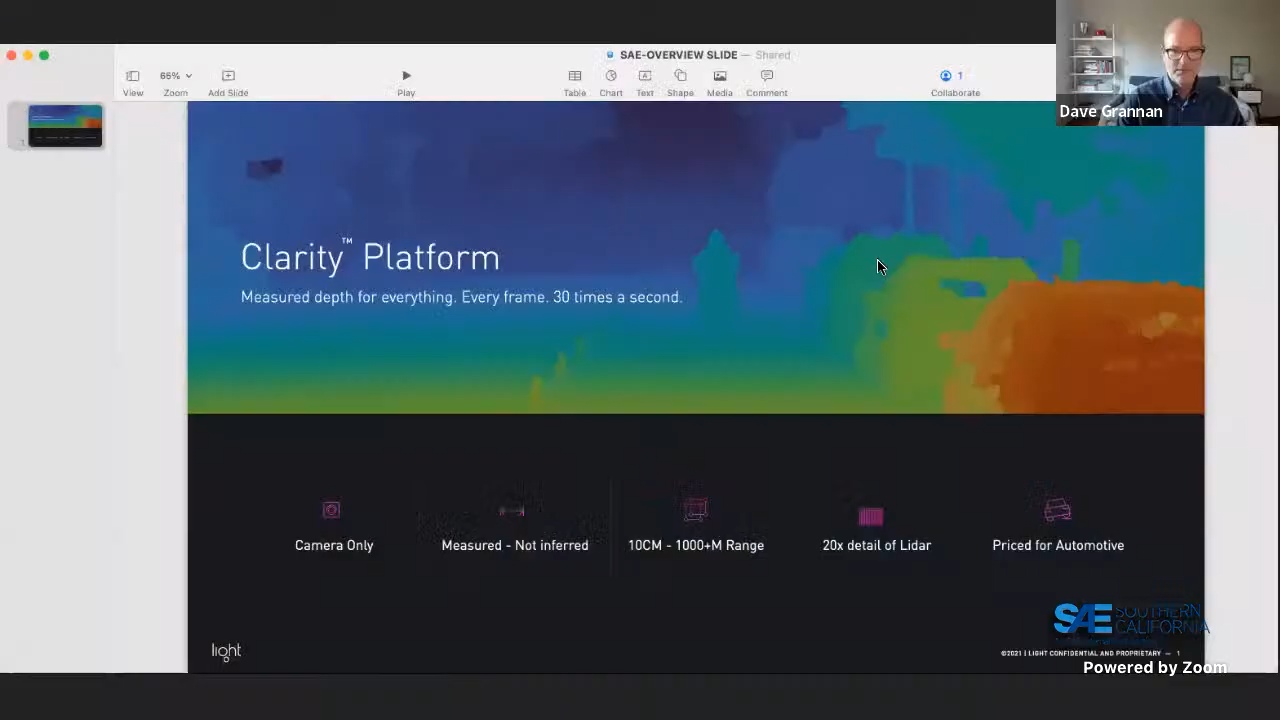 SAE-OVERVIEW SLIDE — Shared
65%
1
View
Zoom
Add Slide
Play
Table
Chart
Text
Shape
Media
Comment
Collaborate
Dave Grannan
1
Clarity™ Platform
Measured depth for everything. Every frame. 30 times a second.
Camera Only
Measured - Not inferred
10CM - 1000+M Range
20x detail of Lidar
Priced for Automotive
SAE SOUTHERN
CALIFORNIA
light
©2021 | LIGHT CONFIDENTIAL AND PROPRIETARY — 1
Powered by Zoom